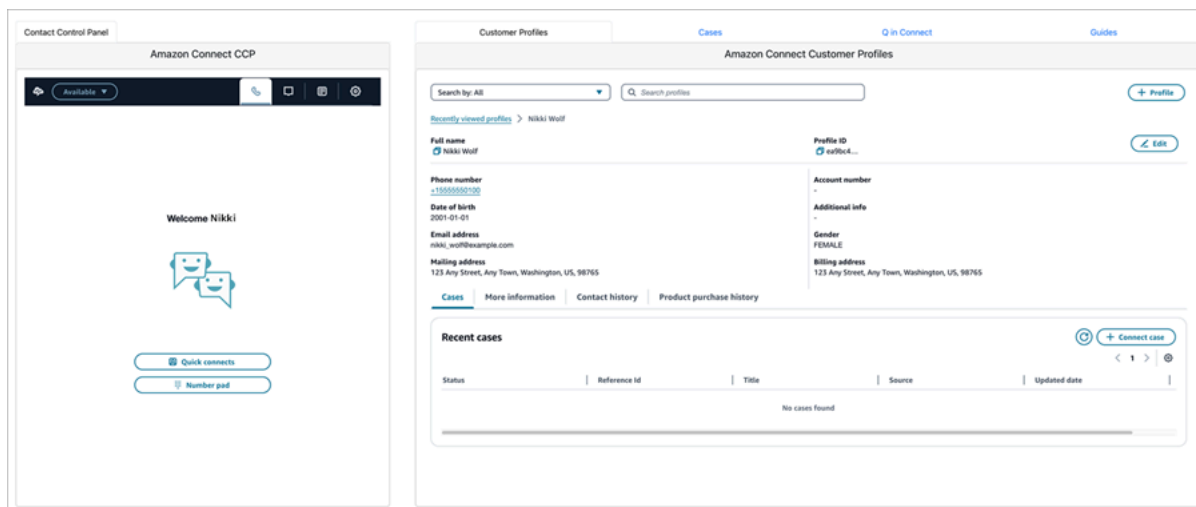 Contact Control Panel
Amazon Connect CCP
Available
Welcome Nikki
Quick connects
Number pad
Customer Profiles Cases Q in Connect Guides
Amazon Connect Customer Profiles
Search by: All Search profiles + Profile
Recently viewed profiles > Nikki Wolf
Full name Profile ID
Nikki Wolf ea9bc4... Edit
Phone number Account number
+15555550100 -
Date of birth Additional info
2001-01-01 -
Email address Gender
nikki_wolf@example.com FEMALE
Mailing address Billing address
123 Any Street, Any Town, Washington, US, 98765 123 Any Street, Any Town, Washington, US, 98765
Cases More information Contact history Product purchase history
Recent cases + Connect case
< 1 >
Status Reference Id Title Source Updated date
No cases found